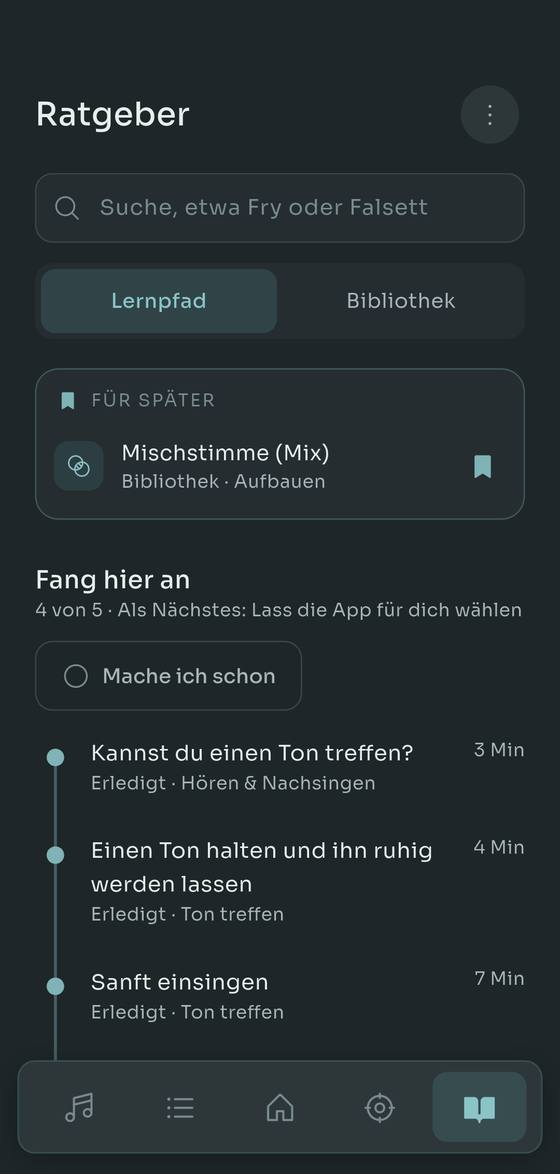 Ratgeber
Suche, etwa Fry oder Falsett
Lernpfad
Bibliothek
FÜR SPÄTER
Mischstimme (Mix)
Bibliothek · Aufbauen
Fang hier an
4 von 5 · Als Nächstes: Lass die App für dich wählen
Mache ich schon
Kannst du einen Ton treffen?
3 Min
Erledigt · Hören & Nachsingen
Einen Ton halten und ihn ruhig
4 Min
werden lassen
Erledigt · Ton treffen
Sanft einsingen
7 Min
Erledigt · Ton treffen